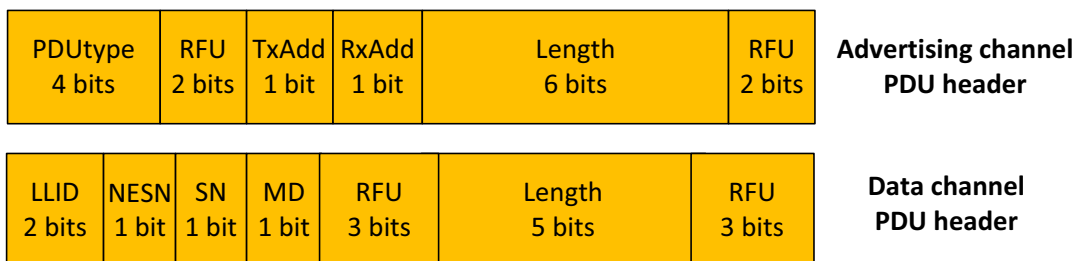 PDUtype RFU TxAdd RxAdd Length RFU Advertising channel
4 bits 2 bits 1 bit 1 bit 6 bits 2 bits PDU header
LLID NESN SN MD RFU Length RFU Data channel
2 bits 1 bit 1 bit 1 bit 3 bits 5 bits 3 bits PDU header